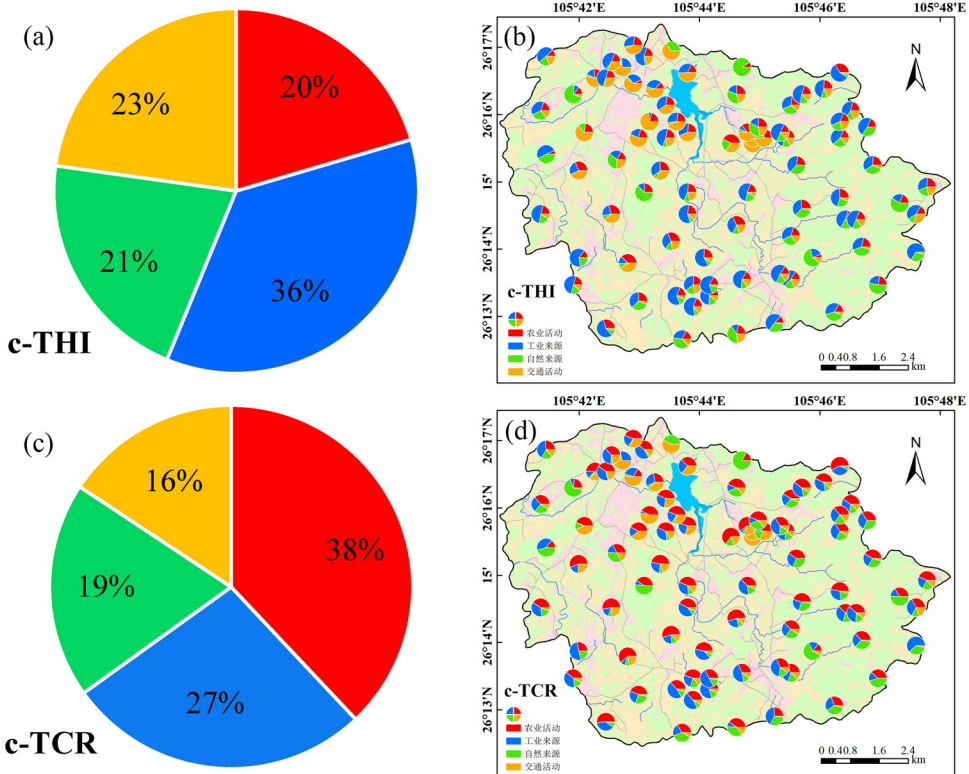 (a)
20%
36%
21%
23%
c-THI
(b)
105°42′E
105°44′E
105°46′E
105°48′E
26°17′N
26°16′N
15′
26°14′N
26°13′N
N
c-THI
农业活动
工业来源
自然来源
交通活动
0 0.40.8 1.6 2.4
km
(c)
38%
27%
19%
16%
c-TCR
(d)
105°42′E
105°44′E
105°46′E
105°48′E
26°17′N
26°16′N
15′
26°14′N
26°13′N
N
c-TCR
农业活动
工业来源
自然来源
交通活动
0 0.40.8 1.6 2.4
km